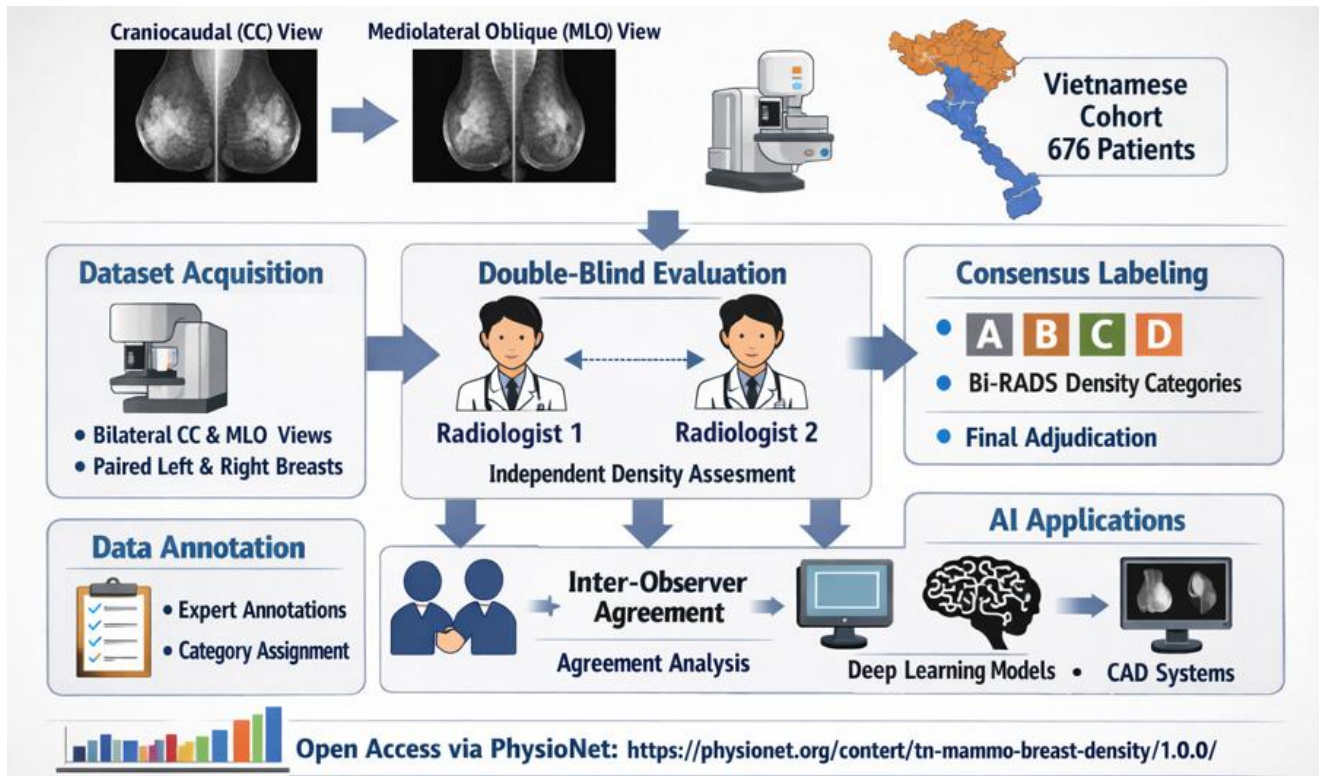 Craniocaudal (CC) View
Mediolateral Oblique (MLO) View
Vietnamese
Cohort
676 Patients
Dataset Acquisition
• Bilateral CC & MLO Views
• Paired Left & Right Breasts
Double-Blind Evaluation
Radiologist 1
Radiologist 2
Independent Density Assesment
Consensus Labeling
• A B C D
• Bi-RADS Density Categories
• Final Adjudication
Data Annotation
• Expert Annotations
• Category Assignment
Inter-Observer
Agreement
Agreement Analysis
AI Applications
Deep Learning Models • CAD Systems
Open Access via PhysioNet: https://physionet.org/contert/tn-mammo-breast-density/1.0.0/